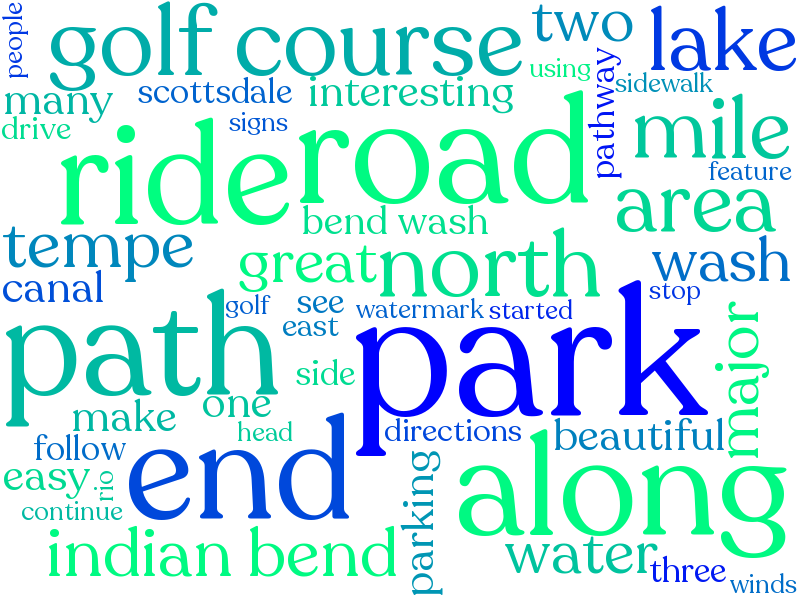 people
golf course
two
lake
using
sidewalk
many
scottsdale
interesting
pathway
drive
signs
ride
road
mile
feature
area
bend wash
tempe
great
north
wash
canal
golf
see
watermark
started
stop
east
path
park
major
side
make
one
head
directions
beautiful
follow
end
along
easy
rio
continue
parking
indian bend
water
three
winds